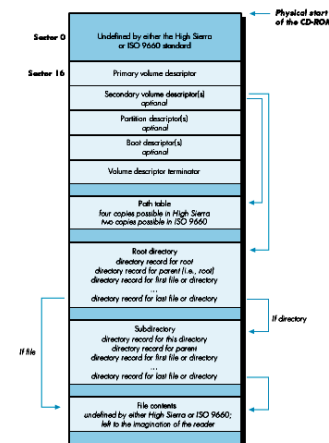 Physical start
of the CD-ROM
Sector 0
Undefined by either the High Sierra
or ISO 9660 standard
Sector 16
Primary volume descriptor
Secondary volume descriptor(s)
optional
Partition descriptor(s)
optional
Boot descriptor(s)
optional
Volume descriptor terminator
Path table
four copies possible in High Sierra
two copies possible in ISO 9660
Root directory
directory record for root
directory record for parent (i.e., root)
directory record for first file or directory
...
directory record for last file or directory
If directory
Subdirectory
directory record for this directory
directory record for parent
directory record for first file or directory
...
directory record for last file or directory
If file
File contents
undefined by either High Sierra or ISO 9660;
left to the imagination of the reader